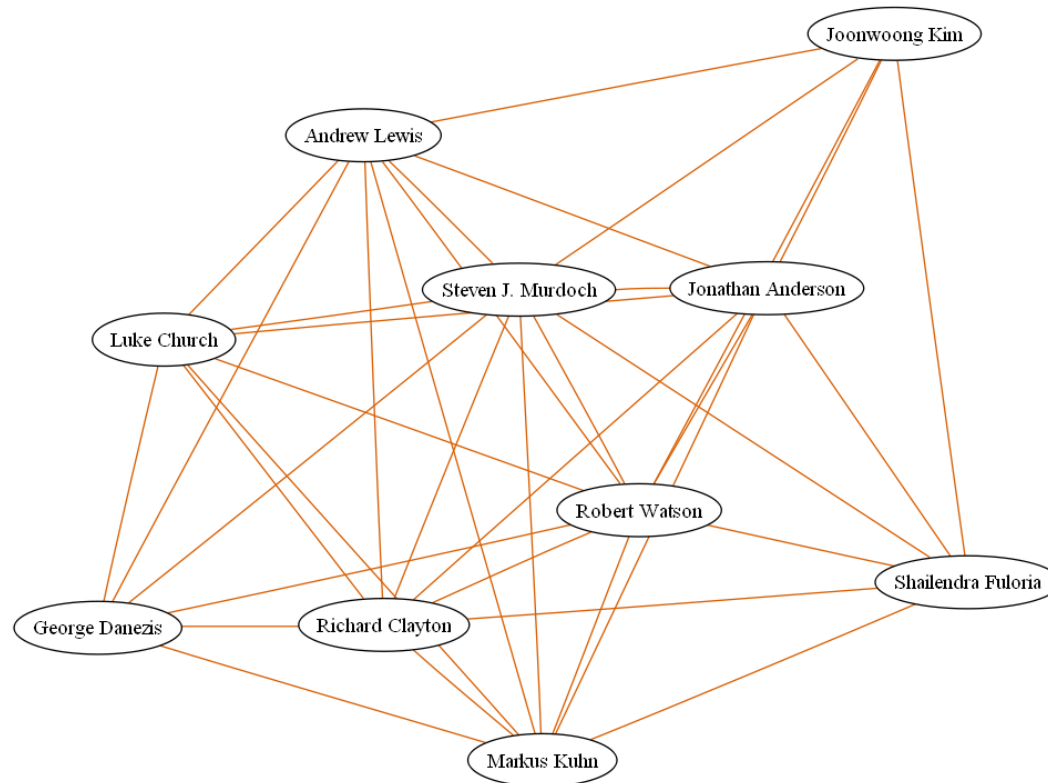 Joonwoong Kim
Andrew Lewis
Steven J. Murdoch
Jonathan Anderson
Luke Church
Robert Watson
Shailendra Fuloria
George Danezis
Richard Clayton
Markus Kuhn